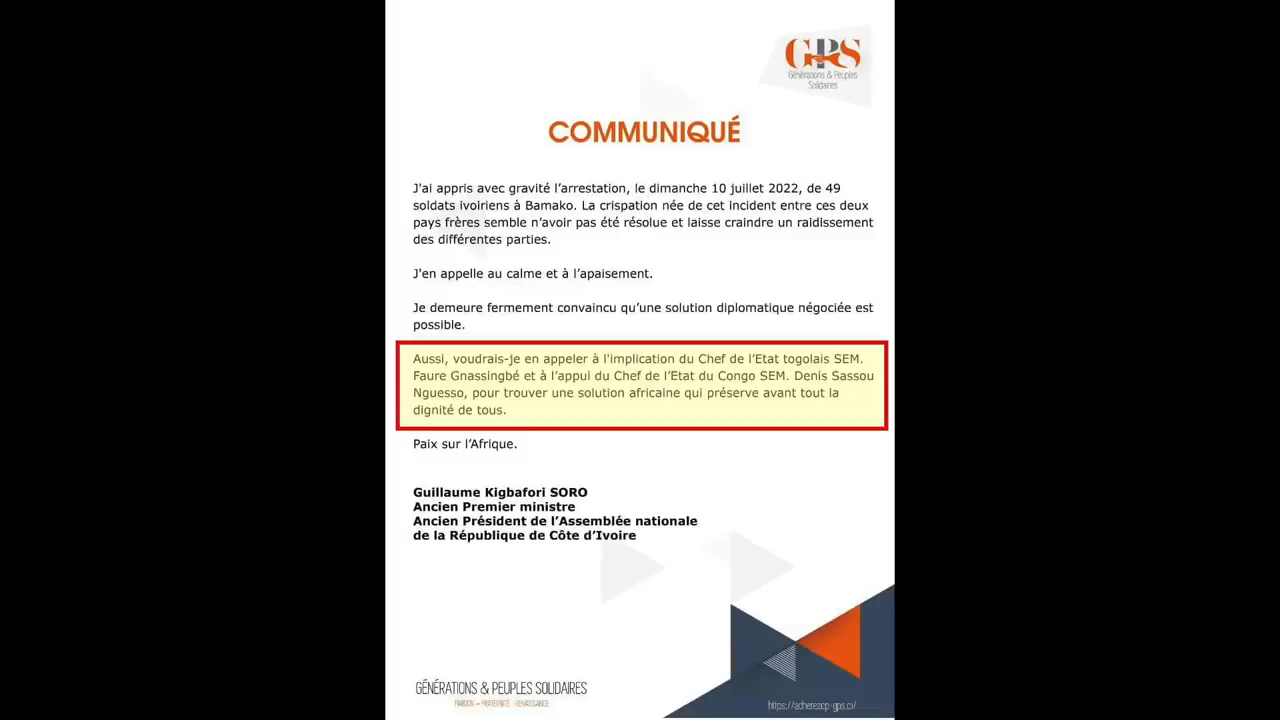 GPS
Générations & Peuples
Solidaires
COMMUNIQUÉ
J'ai appris avec gravité l’arrestation, le dimanche 10 juillet 2022, de 49
soldats ivoiriens à Bamako. La crispation née de cet incident entre ces deux
pays frères semble n’avoir pas été résolue et laisse craindre un raidissement
des différentes parties.
J'en appelle au calme et à l’apaisement.
Je demeure fermement convaincu qu’une solution diplomatique négociée est
possible.
Aussi, voudrais-je en appeler à l'implication du Chef de l’Etat togolais SEM.
Faure Gnassingbé et à l’appui du Chef de l’Etat du Congo SEM. Denis Sassou
Nguesso, pour trouver une solution africaine qui préserve avant tout la
dignité de tous.
Paix sur l’Afrique.
Guillaume Kigbafori SORO
Ancien Premier ministre
Ancien Président de l’Assemblée nationale
de la République de Côte d’Ivoire
GÉNÉRATIONS & PEUPLES SOLIDAIRES
PARDON – FRATERNITÉ - RENAISSANCE
https://adherezcp-gps.ci/